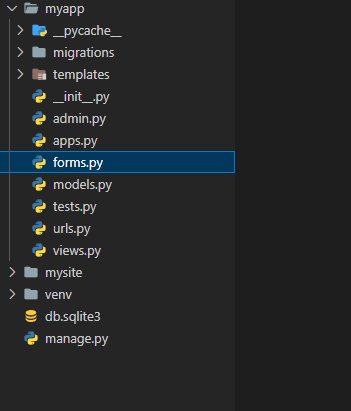 myapp
__pycache__
migrations
templates
__init__.py
admin.py
apps.py
forms.py
models.py
tests.py
urls.py
views.py
mysite
venv
db.sqlite3
manage.py